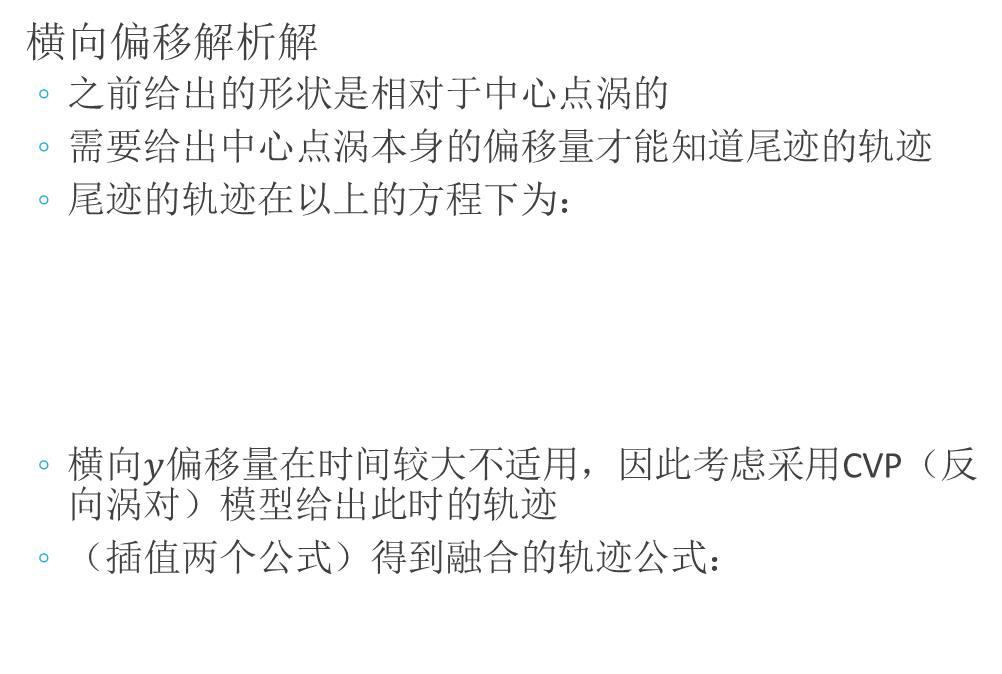 横向偏移解析解
之前给出的形状是相对于中心点涡的
需要给出中心点涡本身的偏移量才能知道尾迹的轨迹
尾迹的轨迹在以上的方程下为：
横向y偏移量在时间较大不适用，因此考虑采用CVP（反
向涡对）模型给出此时的轨迹
（插值两个公式）得到融合的轨迹公式：